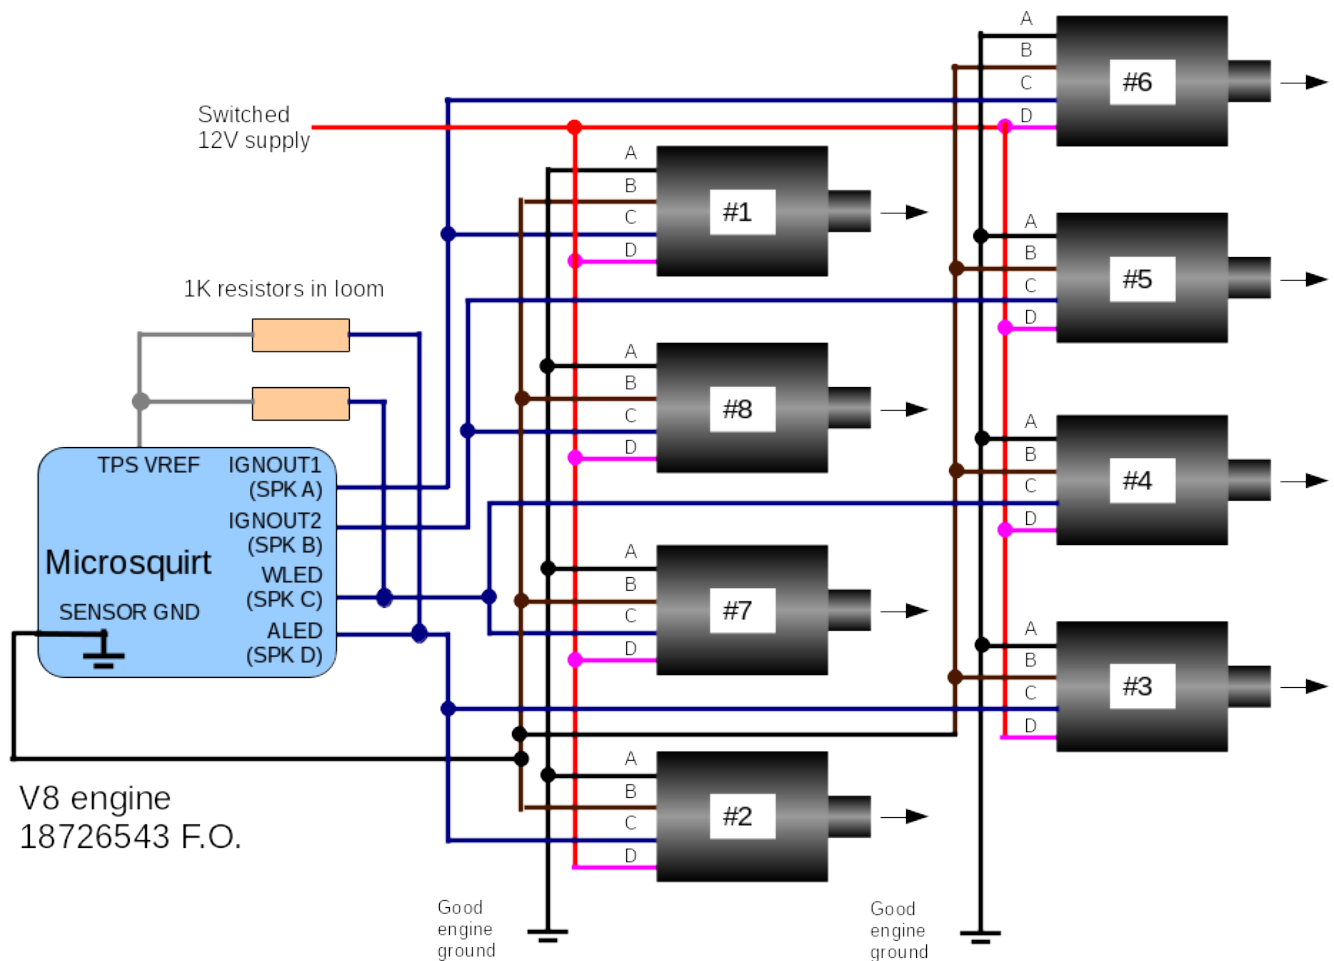 Switched
12V supply
1K resistors in loom
TPS VREF
IGNOUT1
(SPK A)
IGNOUT2
(SPK B)
Microsquirt
WLED
(SPK C)
SENSOR GND
ALED
(SPK D)
V8 engine
18726543 F.O.
A
B
C
D
#1
A
B
C
D
#8
A
B
C
D
#7
A
B
C
D
#2
Good
engine
ground
A
B
C
D
#6
A
B
C
D
#5
A
B
C
D
#4
A
B
C
D
#3
Good
engine
ground